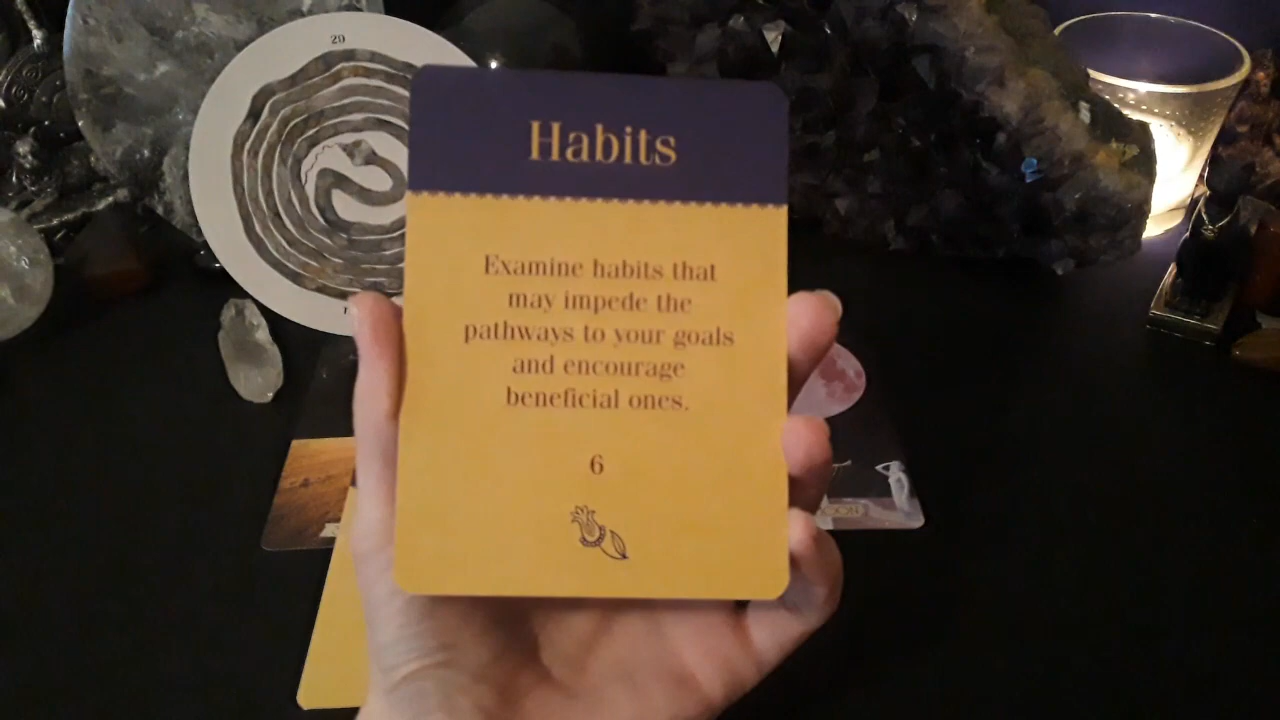 29
Habits
Examine habits that
may impede the
pathways to your goals
and encourage
beneficial ones.
6